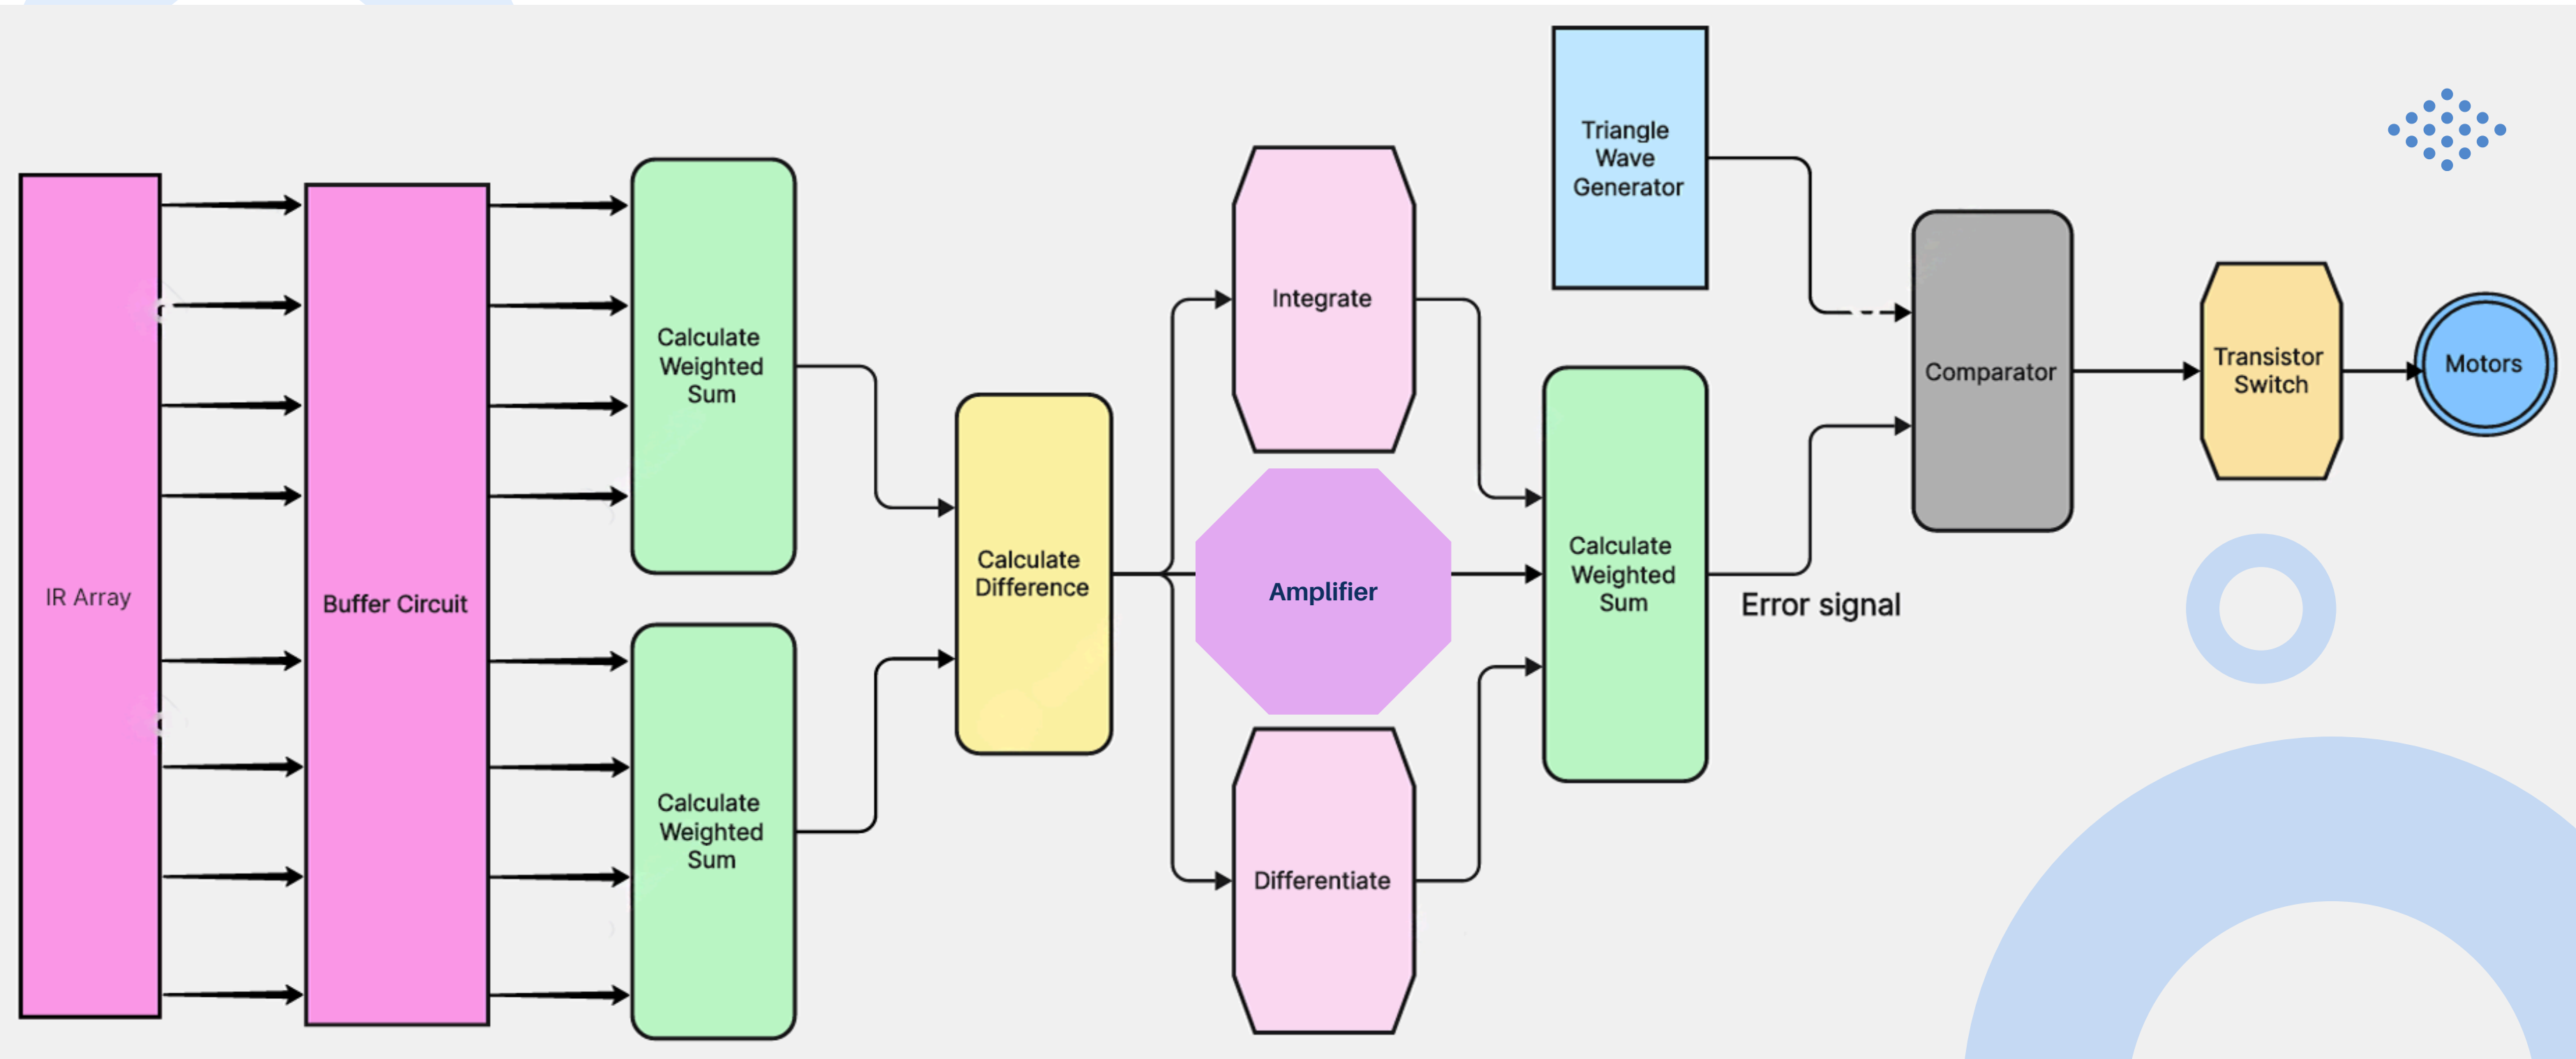 IR Array
Buffer Circuit
Calculate
Weighted
Sum
Calculate
Weighted
Sum
Calculate
Difference
Integrate
Amplifier
Differentiate
Triangle
Wave
Generator
Calculate
Weighted
Sum
Error signal
Comparator
Transistor
Switch
Motors